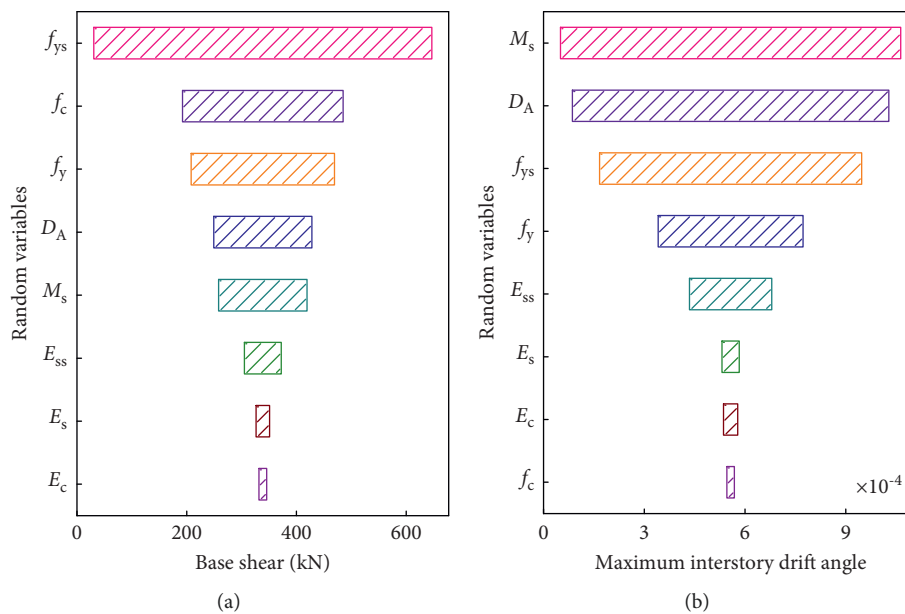 Random variables
f_ys
f_c
f_y
D_A
M_s
E_ss
E_s
E_c
0 200 400 600
Base shear (kN)
(a)
Random variables
M_s
D_A
f_ys
f_y
E_ss
E_s
E_c
f_c
×10⁻⁴
0 3 6 9
Maximum interstory drift angle
(b)